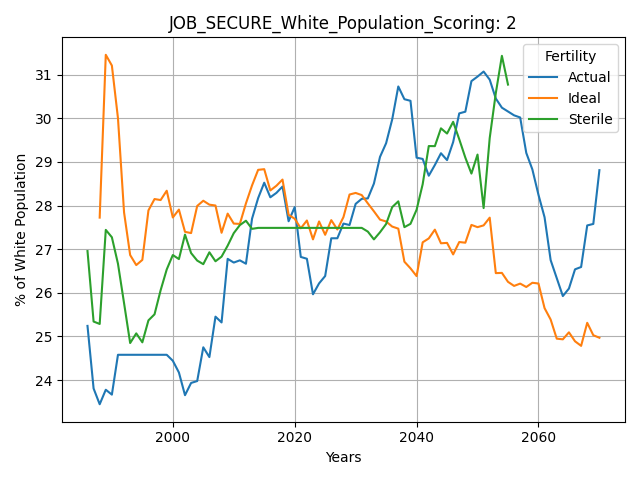 JOB_SECURE_White_Population_Scoring: 2
Fertility
Actual
Ideal
Sterile
% of White Population
31
30
29
28
27
26
25
24
2000 2020 2040 2060
Years